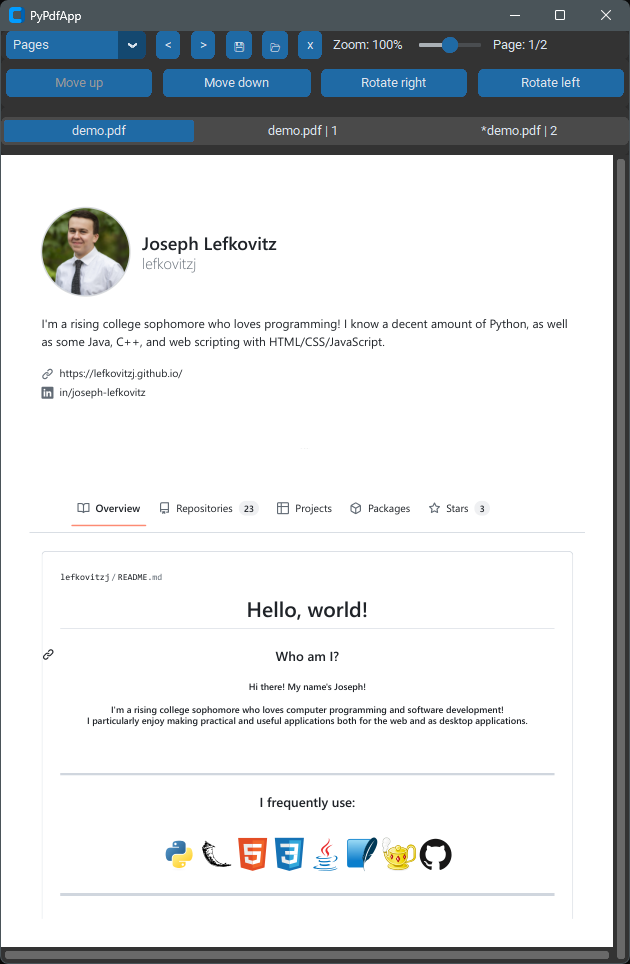 PyPdfApp
Pages
<
>
x
Zoom: 100%
Page: 1/2
Move up
Move down
Rotate right
Rotate left
demo.pdf
demo.pdf | 1
*demo.pdf | 2
Joseph Lefkovitz
lefkovitzj
I'm a rising college sophomore who loves programming! I know a decent amount of Python, as well
as some Java, C++, and web scripting with HTML/CSS/JavaScript.
https://lefkovitzj.github.io/
in/joseph-lefkovitz
Overview
Repositories 23
Projects
Packages
Stars 3
lefkovitzj/README.md
Hello, world!
Who am I?
Hi there! My name's Joseph!
I'm a rising college sophomore who loves computer programming and software development!
I particularly enjoy making practical and useful applications both for the web and as desktop applications.
I frequently use: